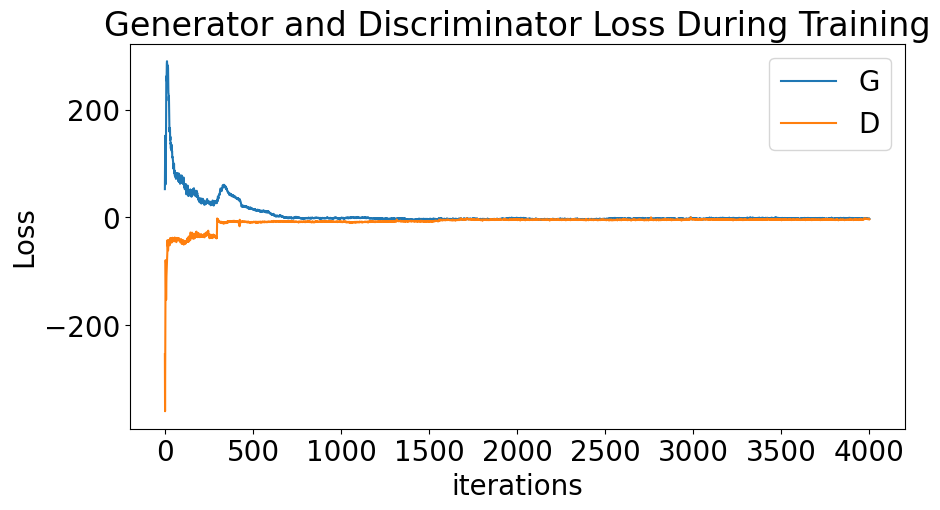 Generator and Discriminator Loss During Training
G
D
200
0
−200
Loss
0 500 1000 1500 2000 2500 3000 3500 4000
iterations